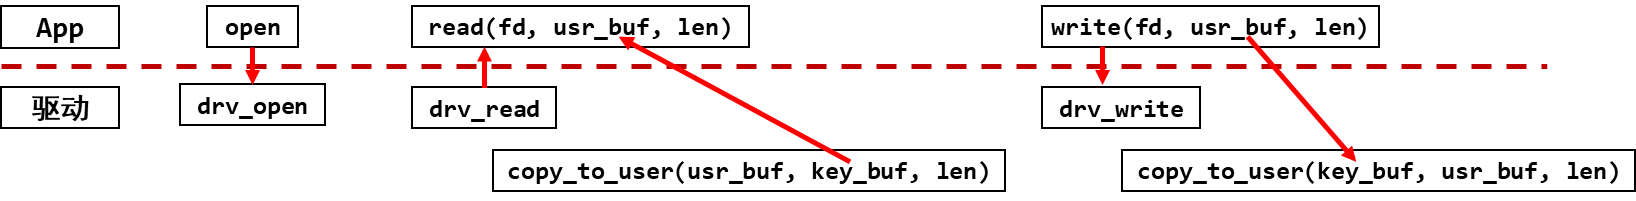 App
open
read(fd, usr_buf, len)
write(fd, usr_buf, len)
驱动
drv_open
drv_read
drv_write
copy_to_user(usr_buf, key_buf, len)
copy_to_user(key_buf, usr_buf, len)